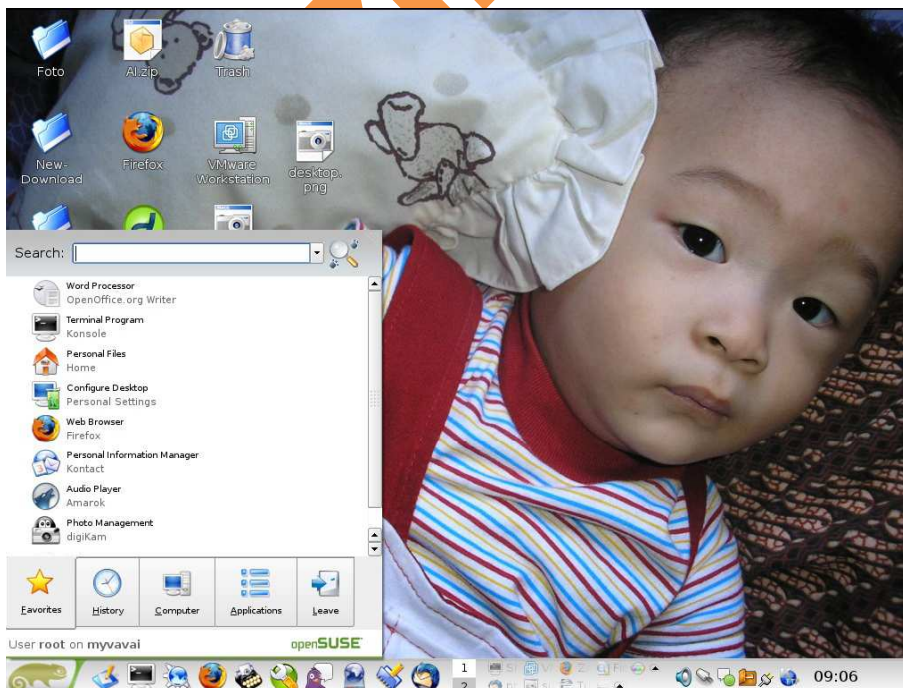 Foto
AI.zip
Trash
New-
Download
Firefox
VMware
Workstation
desktop.
png
Search:
Word Processor
OpenOffice.org Writer
Terminal Program
Konsole
Personal Files
Home
Configure Desktop
Personal Settings
Web Browser
Firefox
Personal Information Manager
Kontact
Audio Player
Amarok
Photo Management
digiKam
Favorites
History
Computer
Applications
Leave
User root on myvavai
openSUSE
1
2
09:06